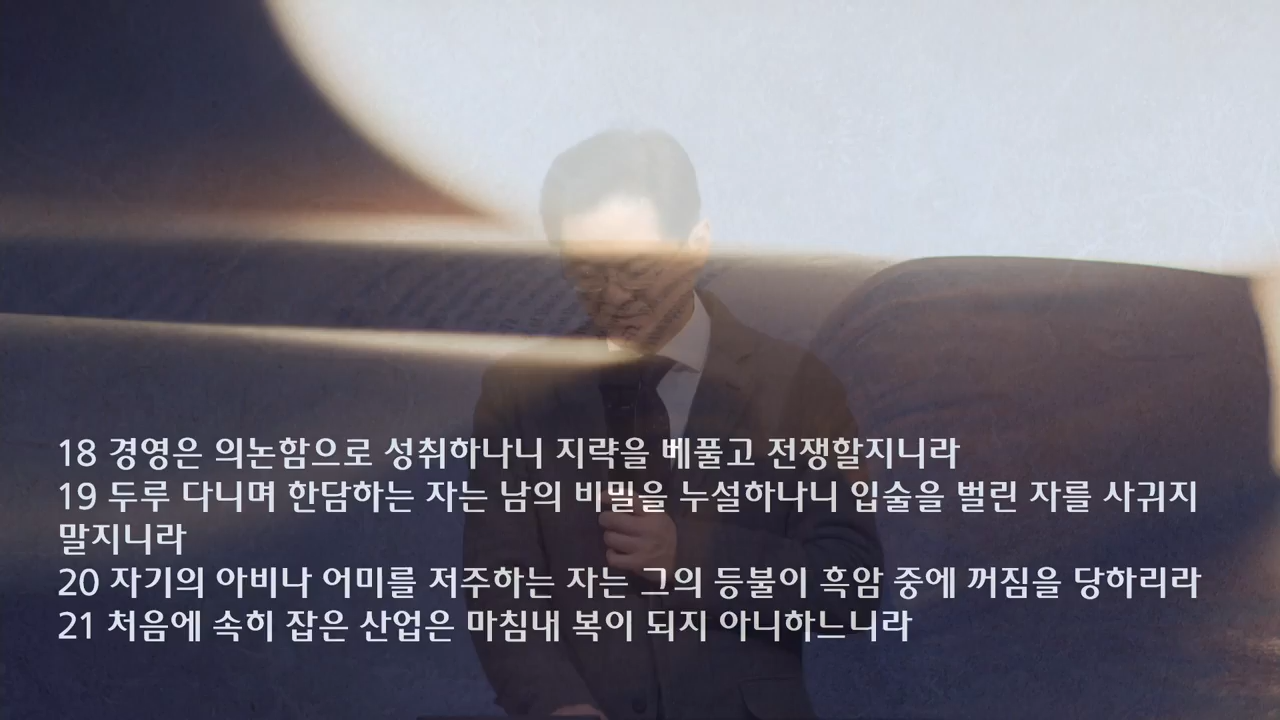 18 경영은 의논함으로 성취하나니 지략을 베풀고 전쟁할지니라
19 두루 다니며 한담하는 자는 남의 비밀을 누설하나니 입술을 벌린 자를 사귀지
말지니라
20 자기의 아비나 어미를 저주하는 자는 그의 등불이 흑암 중에 꺼짐을 당하리라
21 처음에 속히 잡은 산업은 마침내 복이 되지 아니하느니라